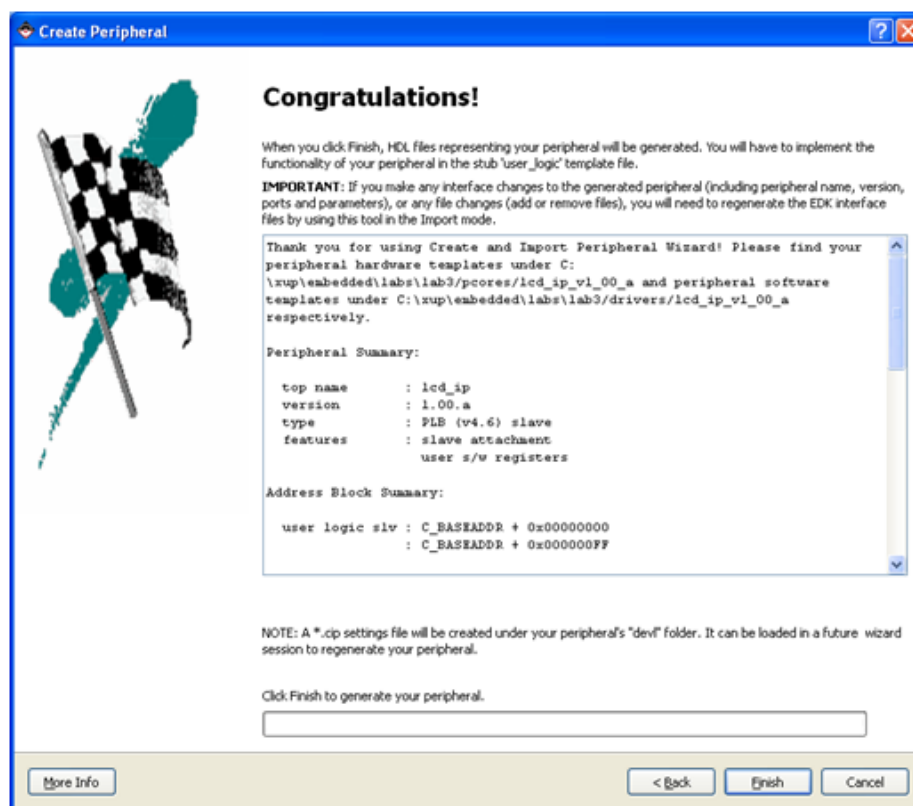 Create Peripheral
Congratulations!
When you click Finish, HDL files representing your peripheral will be generated. You will have to implement the
functionality of your peripheral in the stub 'user_logic' template file.
IMPORTANT: If you make any interface changes to the generated peripheral (including peripheral name, version,
ports and parameters), or any file changes (add or remove files), you will need to regenerate the EDK interface
files by using this tool in the Import mode.
Thank you for using Create and Import Peripheral Wizard! Please find your
peripheral hardware templates under C:
\xup\embedded\labs\lab3/pcores/lcd_ip_v1_00_a and peripheral software
templates under C:\xup\embedded\labs\lab3/drivers/lcd_ip_v1_00_a
respectively.
Peripheral Summary:
top name : lcd_ip
version : 1.00.a
type : PLB (v4.6) slave
features : slave attachment
user s/w registers
Address Block Summary:
user logic slv : C_BASEADDR + 0x00000000
: C_BASEADDR + 0x000000FF
NOTE: A *.cip settings file will be created under your peripheral's "devl" folder. It can be loaded in a future wizard
session to regenerate your peripheral.
Click Finish to generate your peripheral.
More Info
< Back
Finish
Cancel